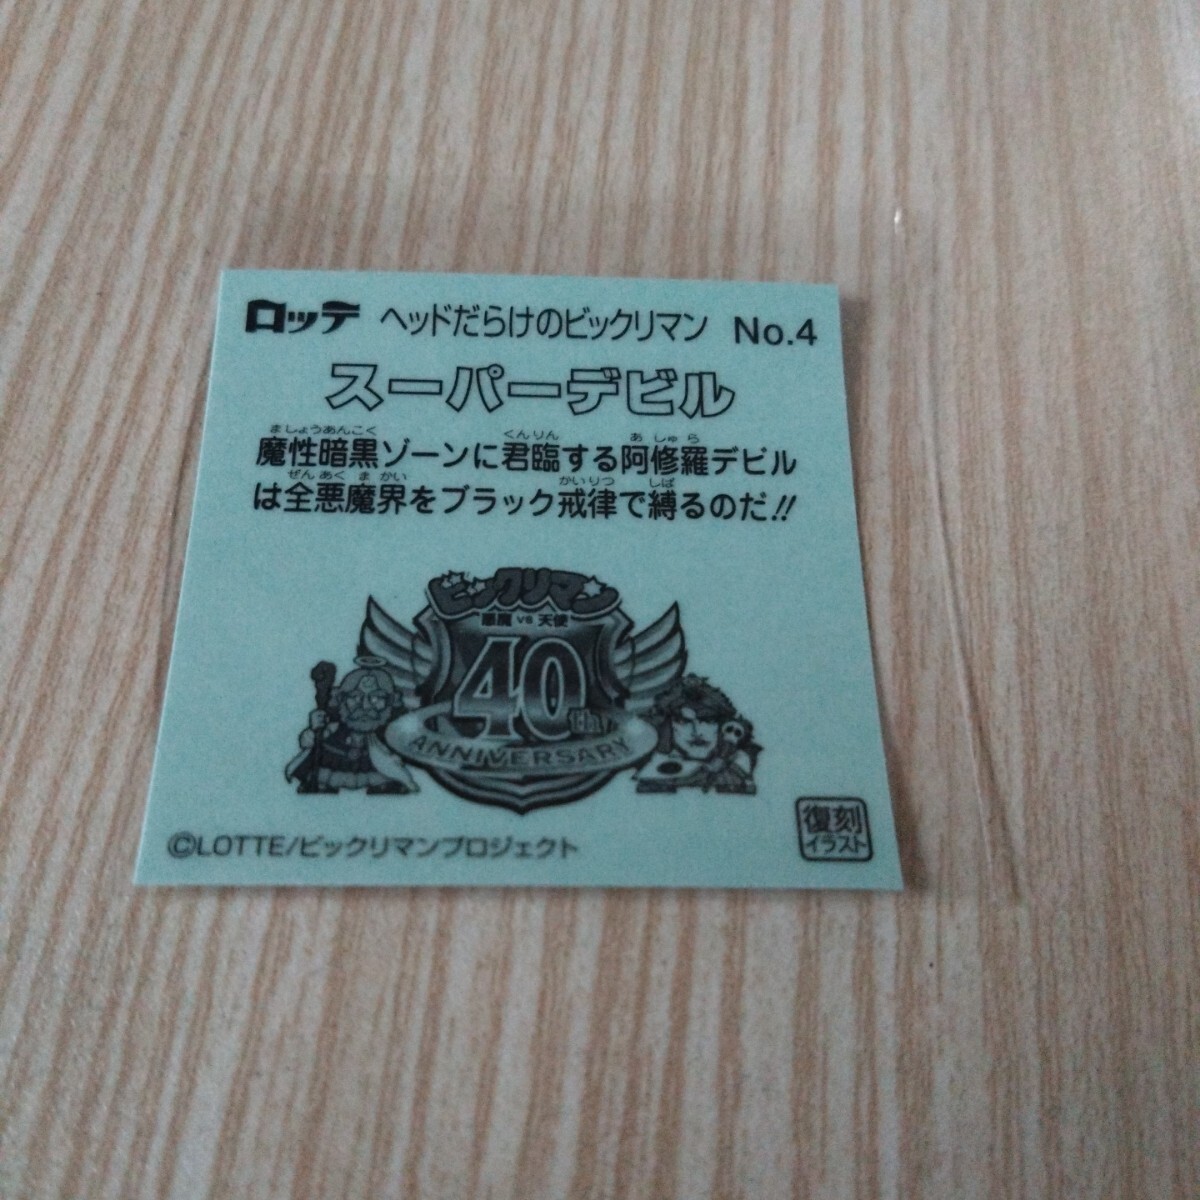 ロッテ ヘッドだらけのビックリマン No.4
スーパーデビル
ましょうあんこく くんりん あしゅら
魔性暗黒ゾーンに君臨する阿修羅デビル
ぜんあくまかい かいりつ しば
は全悪魔界をブラック戒律で縛るのだ!!
ビックリマン
悪魔 VS 天使
40th
ANNIVERSARY
©LOTTE/ビックリマンプロジェクト
復刻
イラスト